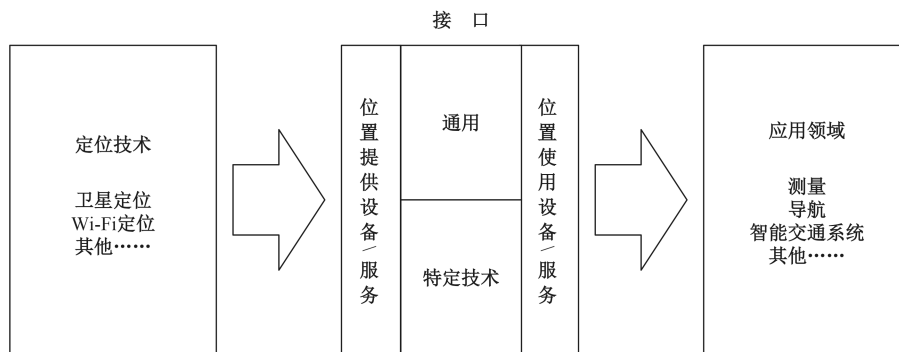 接 口
定位技术
卫星定位
Wi-Fi定位
其他……
位置提供设备/服务
通用
特定技术
位置使用设备/服务
应用领域
测量
导航
智能交通系统
其他……